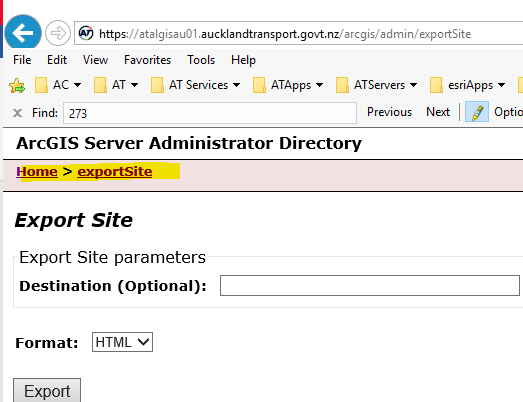 https://atalgisau01.aucklandtransport.govt.nz/arcgis/admin/exportSite
File Edit View Favorites Tools Help
AC AT AT Services ATApps ATServers esriApps
x Find: 273 Previous Next Optio
ArcGIS Server Administrator Directory
Home > exportSite
Export Site
Export Site parameters
Destination (Optional):
Format: HTML
Export